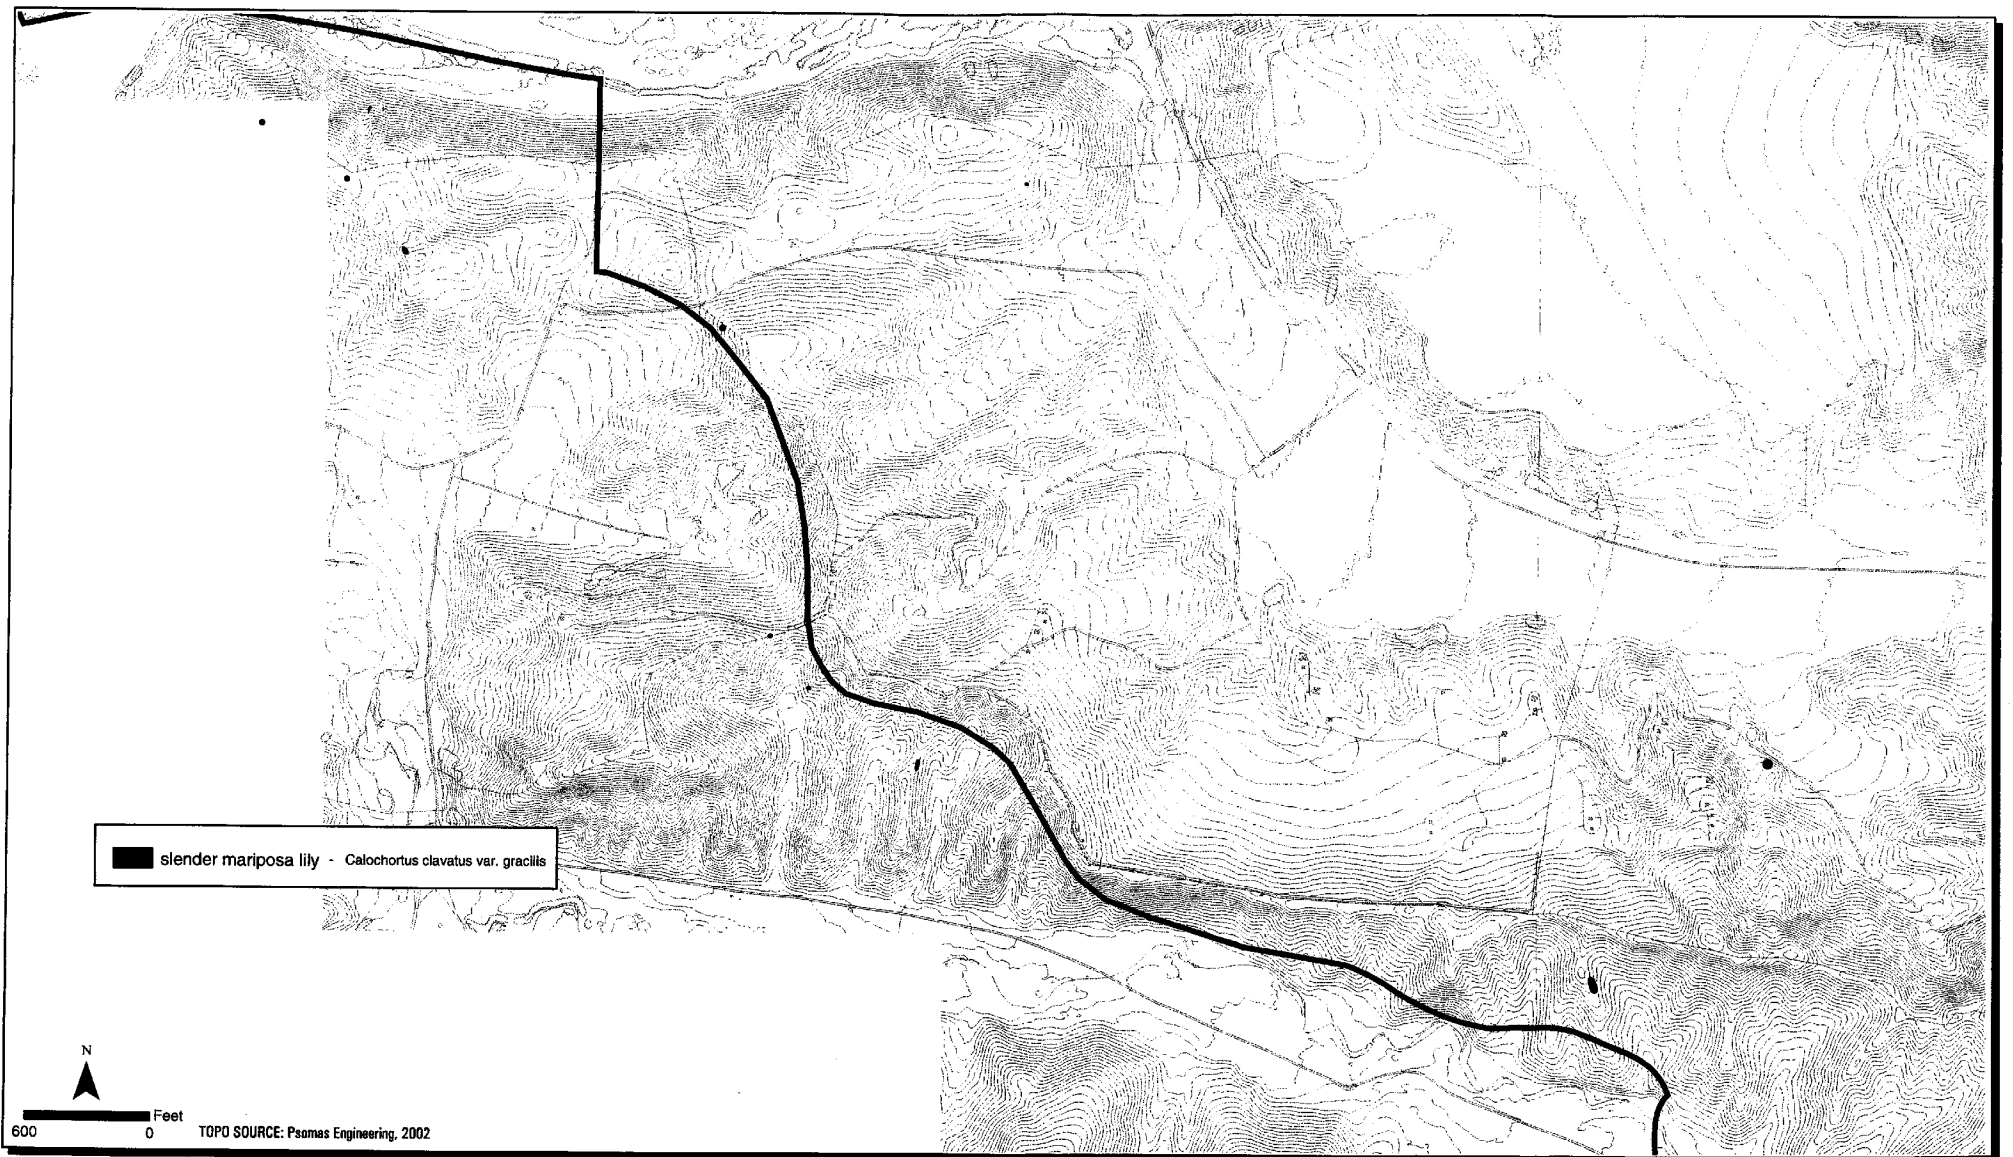 slender mariposa lily - Calochortus clavatus var. gracilis
N
Feet
600 0
TOPO SOURCE: Psomas Engineering, 2002